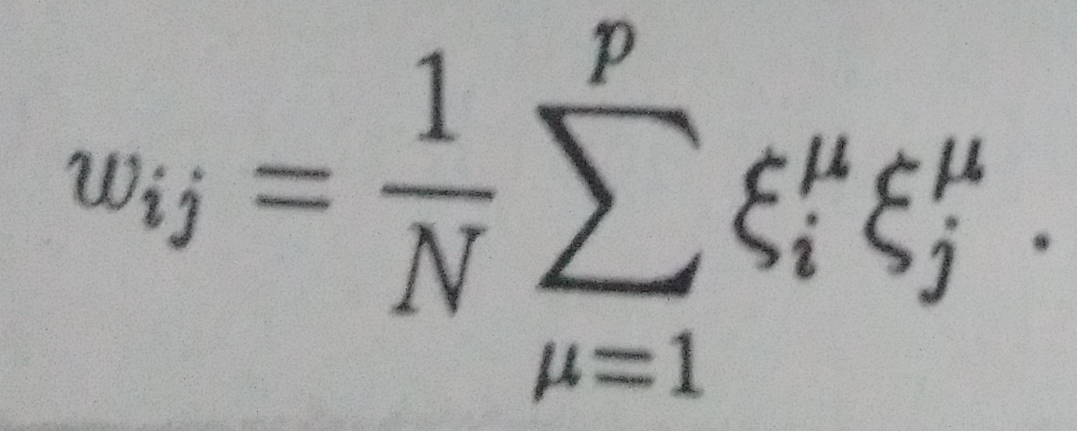 w_{ij} = \frac{1}{N} \sum_{\mu=1}^{p} \xi_i^\mu \xi_j^\mu .